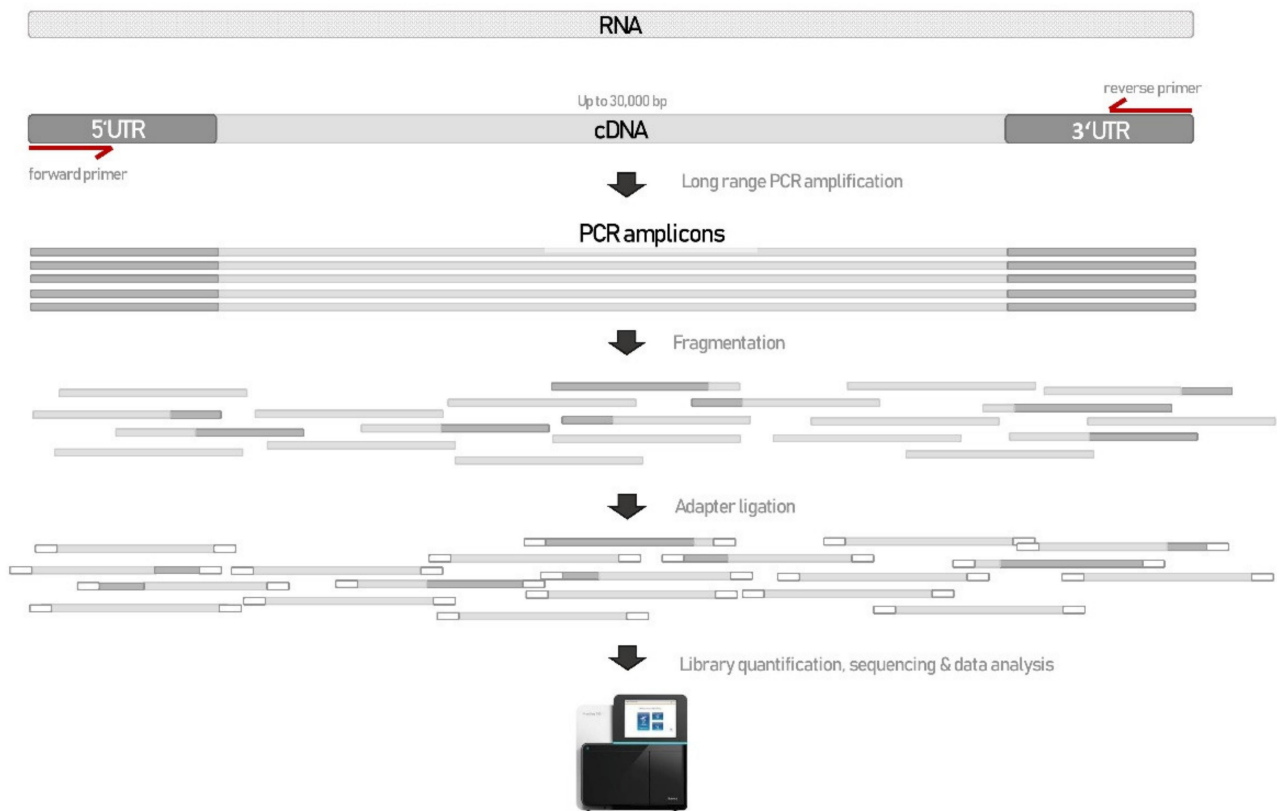 RNA
reverse primer
Up to 30,000 bp
5'UTR
cDNA
3'UTR
forward primer
Long range PCR amplification
PCR amplicons
Fragmentation
Adapter ligation
Library quantification, sequencing & data analysis